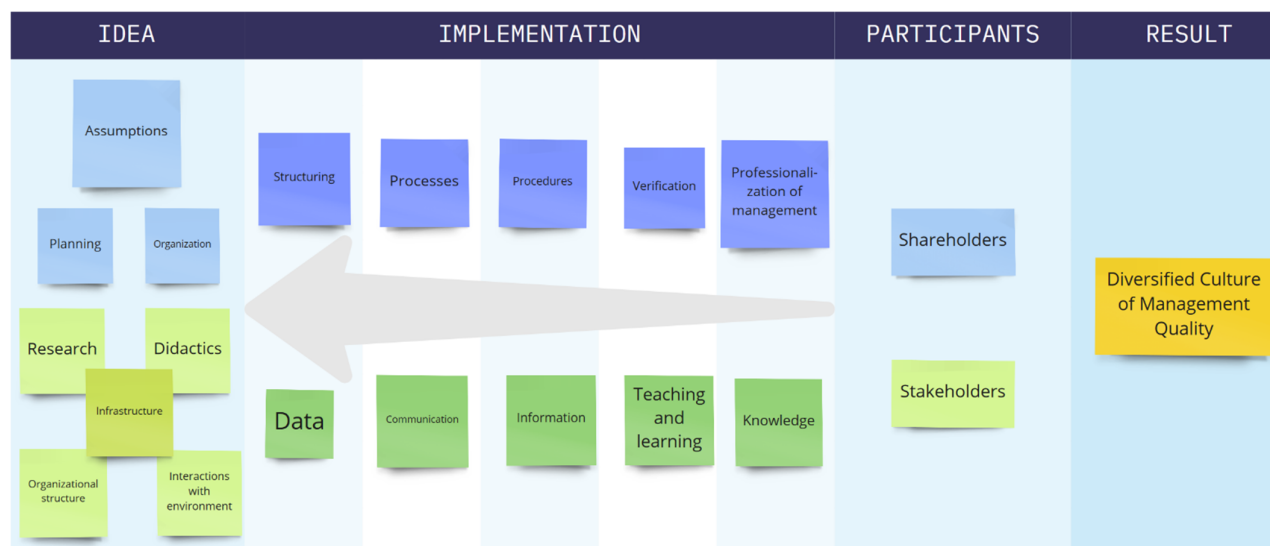 IDEA
IMPLEMENTATION
PARTICIPANTS
RESULT
Assumptions
Planning
Organization
Research
Didactics
Infrastructure
Organizational
structure
Interactions
with
environment
Structuring
Processes
Procedures
Verification
Professionali-
zation of
management
Data
Communication
Information
Teaching
and
learning
Knowledge
Shareholders
Stakeholders
Diversified Culture
of Management
Quality